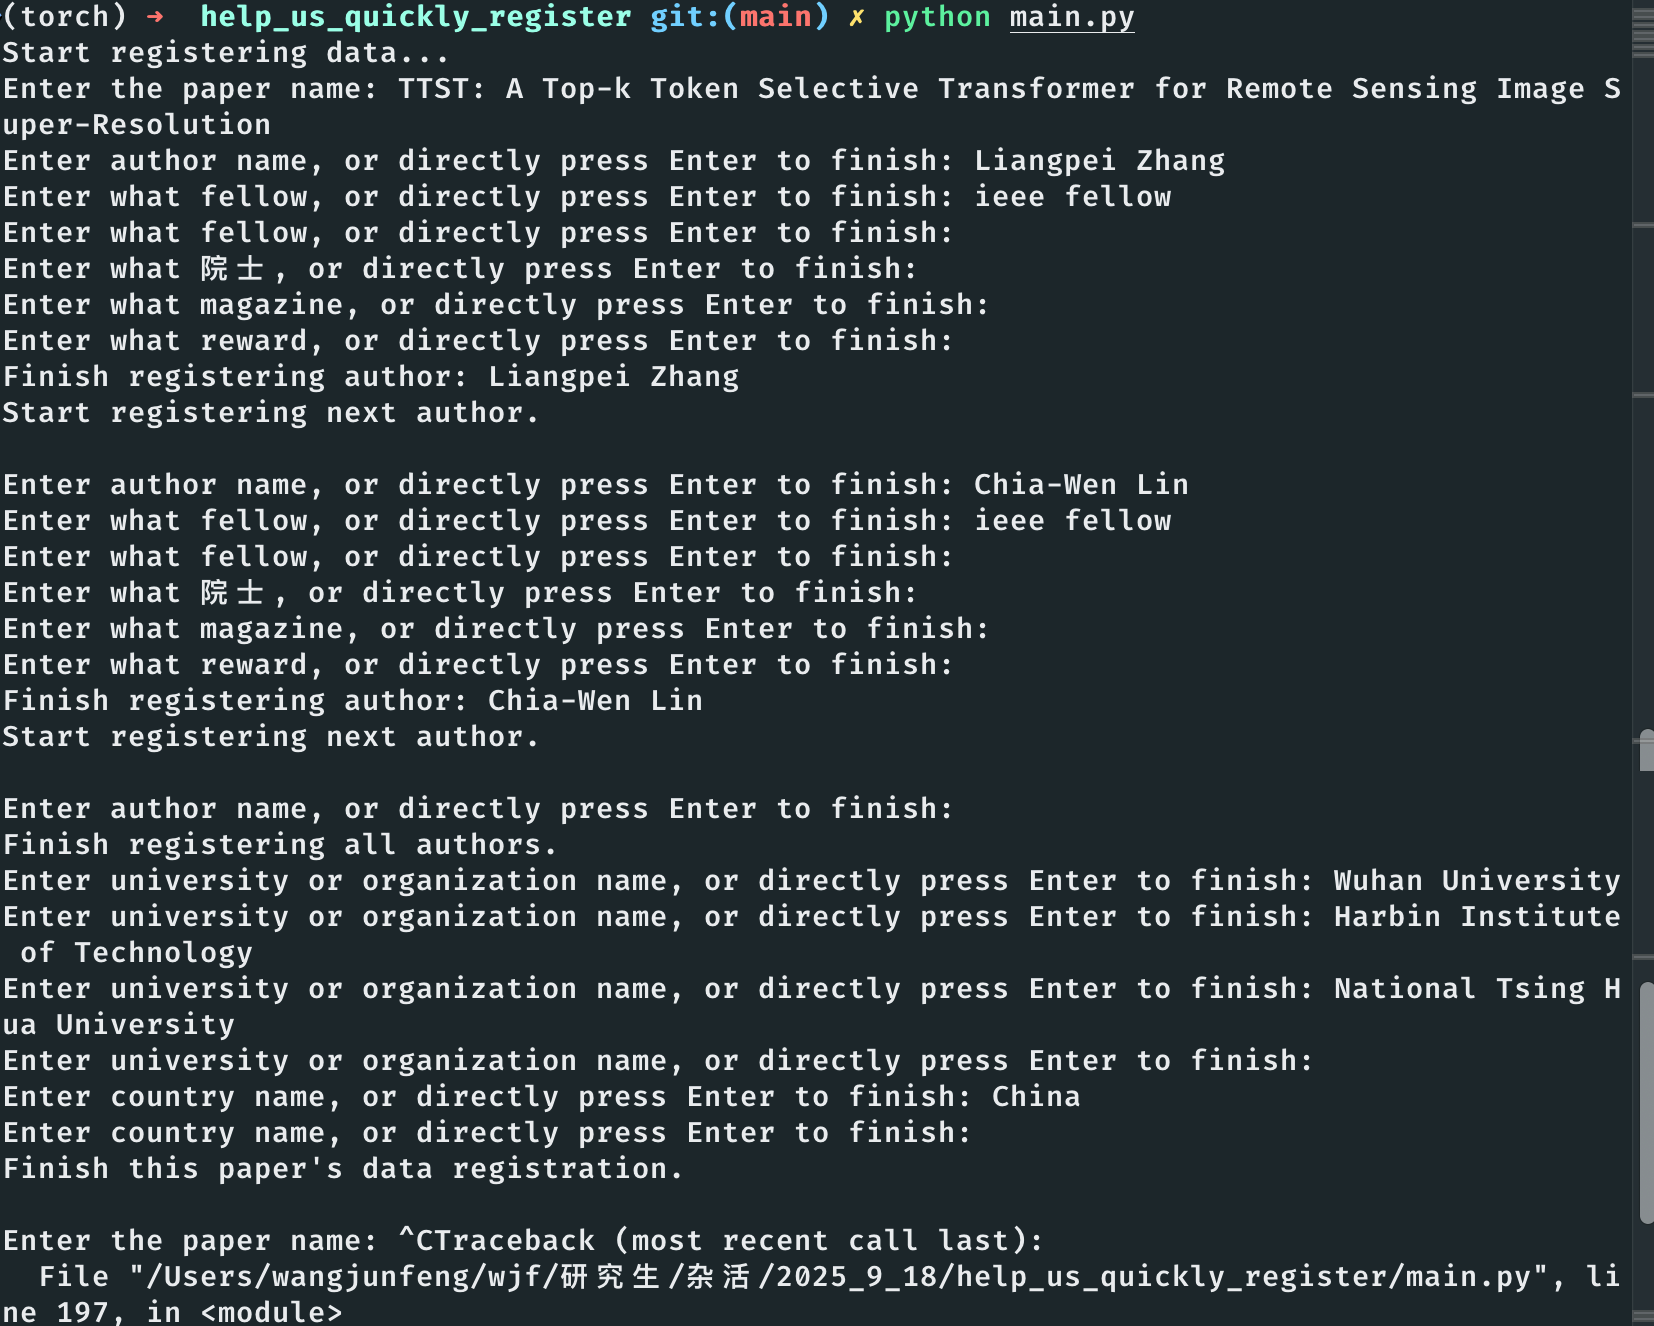 (torch) ➜  help_us_quickly_register git:(main) ✗ python main.py
Start registering data...
Enter the paper name: TTST: A Top-k Token Selective Transformer for Remote Sensing Image S
uper-Resolution
Enter author name, or directly press Enter to finish: Liangpei Zhang
Enter what fellow, or directly press Enter to finish: ieee fellow
Enter what fellow, or directly press Enter to finish:
Enter what 院士, or directly press Enter to finish:
Enter what magazine, or directly press Enter to finish:
Enter what reward, or directly press Enter to finish:
Finish registering author: Liangpei Zhang
Start registering next author.

Enter author name, or directly press Enter to finish: Chia-Wen Lin
Enter what fellow, or directly press Enter to finish: ieee fellow
Enter what fellow, or directly press Enter to finish:
Enter what 院士, or directly press Enter to finish:
Enter what magazine, or directly press Enter to finish:
Enter what reward, or directly press Enter to finish:
Finish registering author: Chia-Wen Lin
Start registering next author.

Enter author name, or directly press Enter to finish:
Finish registering all authors.
Enter university or organization name, or directly press Enter to finish: Wuhan University
Enter university or organization name, or directly press Enter to finish: Harbin Institute
 of Technology
Enter university or organization name, or directly press Enter to finish: National Tsing H
ua University
Enter university or organization name, or directly press Enter to finish:
Enter country name, or directly press Enter to finish: China
Enter country name, or directly press Enter to finish:
Finish this paper's data registration.

Enter the paper name: ^CTraceback (most recent call last):
  File "/Users/wangjunfeng/wjf/研究生/杂活/2025_9_18/help_us_quickly_register/main.py", li
ne 197, in <module>